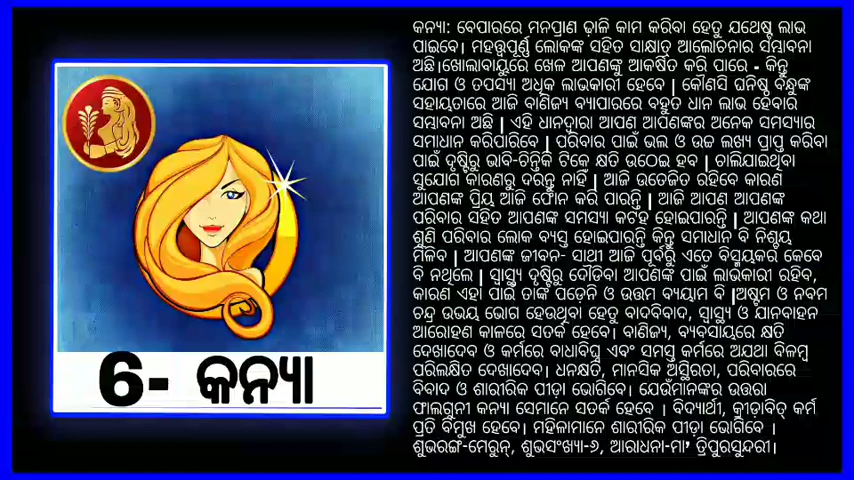 କନ୍ୟା: ବେପାରରେ ମନପ୍ରାଣ ଢ଼ାଳି କାମ କରିବା ହେତୁ ଯଥେଷ୍ଟ ଲାଭ
ପାଇବେ। ମହତ୍ତ୍ୱପୂର୍ଣ୍ଣ ଲୋକଙ୍କ ସହିତ ସାକ୍ଷାତ୍ ଆଲୋଚନାର ସମ୍ଭାବନା
ଅଛି।ଖୋଲାବାୟୁରେ ଖେଳ ଆପଣଙ୍କୁ ଆକର୍ଷିତ କରି ପାରେ - କିନ୍ତୁ
ଯୋଗ ଓ ତପସ୍ୟା ଅଧିକ ଲାଭକାରୀ ହେବେ | କୌଣସି ଘନିଷ୍ଠ ବନ୍ଧୁଙ୍କ
ସହାୟତାରେ ଆଜି ବାଣିଜ୍ୟ ବ୍ୟାପାରରେ ବହୁତ ଧାନ ଲାଭ ହେବାର
ସମ୍ଭାବନା ଅଛି | ଏହି ଧାନଦ୍ୱାରା ଆପଣ ଆପଣଙ୍କର ଅନେକ ସମସ୍ୟାର
ସମାଧାନ କରିପାରିବେ | ପରିବାର ପାଇଁ ଭଲ ଓ ଉଚ୍ଚ ଲଖ୍ୟ ପ୍ରାପ୍ତ କରିବା
ପାଇଁ ଦୃଷ୍ଟିରୁ ଭାବି-ଚିନ୍ତିକି ଟିକେ କ୍ଷତି ଉଠେଇ ହବ | ଚାଲିଯାଇଥିବା
ସୁଯୋଗ କାରଣରୁ ଦରନ୍ତୁ ନାହିଁ | ଆଜି ଉତେଜିତ ରହିବେ କାରଣ
ଆପଣଙ୍କ ପ୍ରିୟ ଆଜି ଫୋନ କରି ପାରନ୍ତି | ଆଜି ଆପଣ ଆପଣଙ୍କ
ପରିବାର ସହିତ ଆପଣଙ୍କ ସମସ୍ୟା କଟହ ହୋଇପାରନ୍ତି | ଆପଣଙ୍କ କଥା
ଶୁଣି ପରିବାର ଲୋକ ବ୍ୟସ୍ତ ହୋଇପାରନ୍ତି କିନ୍ତୁ ସମାଧାନ ବି ନିଶ୍ଚୟ
ମିଳିବ | ଆପଣଙ୍କ ଜୀବନ- ସାଥୀ ଆଜି ପୂର୍ବରୁ ଏତେ ବିସ୍ମୟକର କେବେ
ବି ନଥିଲେ | ସ୍ୱାସ୍ଥ୍ୟ ଦୃଷ୍ଟିରୁ ଦୌଡିବା ଆପଣଙ୍କ ପାଇଁ ଲାଭକାରୀ ରହିବ,
କାରଣ ଏହା ପାଇଁ ତାଙ୍କ ପଡ଼େନି ଓ ଉତ୍ତମ ବ୍ୟୟାମ ବି |ଅଷ୍ଟମ ଓ ନବମ
ଚନ୍ଦ୍ର ଉଭୟ ଭୋଗ ହେଉଥିବା ହେତୁ ବାଦବିବାଦ, ସ୍ୱାସ୍ଥ୍ୟ ଓ ଯାନବାହନ
ଆରୋହଣ କାଳରେ ସତର୍କ ହେବେ। ବାଣିଜ୍ୟ, ବ୍ୟବସାୟରେ କ୍ଷତି
ଦେଖାଦେବ ଓ କର୍ମରେ ବାଧାବିଘ୍ନ ଏବଂ ସମସ୍ତ କର୍ମରେ ଅଯଥା ବିଳମ୍ବ
ପରିଲକ୍ଷିତ ଦେଖାଦେବ। ଧନକ୍ଷତି, ମାନସିକ ଅସ୍ଥିରତା, ପରିବାରରେ
ବିବାଦ ଓ ଶାରୀରିକ ପୀଡ଼ା ଭୋଗିବେ। ଯେଉଁମାନଙ୍କର ଉତ୍ତରା
ଫାଲଗୁନୀ କନ୍ୟା ସେମାନେ ସତର୍କ ହେବେ । ବିଦ୍ୟାର୍ଥୀ, କ୍ରୀଡ଼ାବିତ୍ କର୍ମ
ପ୍ରତି ବିମୁଖ ହେବେ। ମହିଳାମାନେ ଶାରୀରିକ ପୀଡ଼ା ଭୋଗିବେ ।
ଶୁଭରଙ୍ଗ-ମେରୁନ୍, ଶୁଭସଂଖ୍ୟା-୬, ଆରାଧନା-ମା' ତ୍ରିପୁରସୁନ୍ଦରୀ।
6- କନ୍ୟା